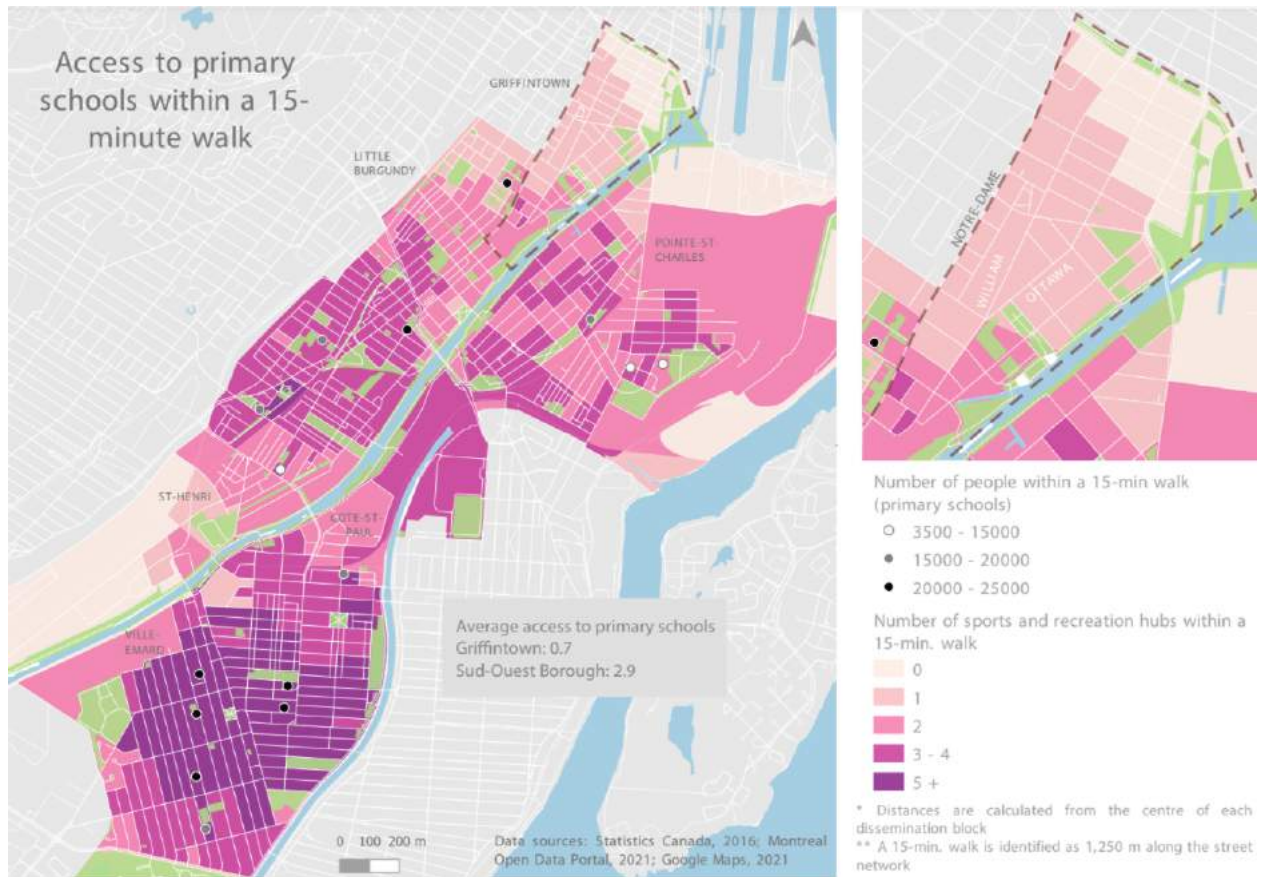 Access to primary
schools within a 15-
minute walk
GRIFFINTOWN
LITTLE
BURGUNDY
POINTE-ST-
CHARLES
ST-HENRI
COTE-ST-
PAUL
VILLE-
EMARD
Average access to primary schools
Griffintown: 0.7
Sud-Ouest Borough: 2.9
0 100 200 m
Data sources: Statistics Canada, 2016; Montreal
Open Data Portal, 2021; Google Maps, 2021
NOTRE-DAME
WILLIAM
OTTAWA
Number of people within a 15-min walk
(primary schools)
3500 - 15000
15000 - 20000
20000 - 25000
Number of sports and recreation hubs within a
15-min. walk
0
1
2
3 - 4
5 +
* Distances are calculated from the centre of each
dissemination block
** A 15-min. walk is identified as 1,250 m along the street
network